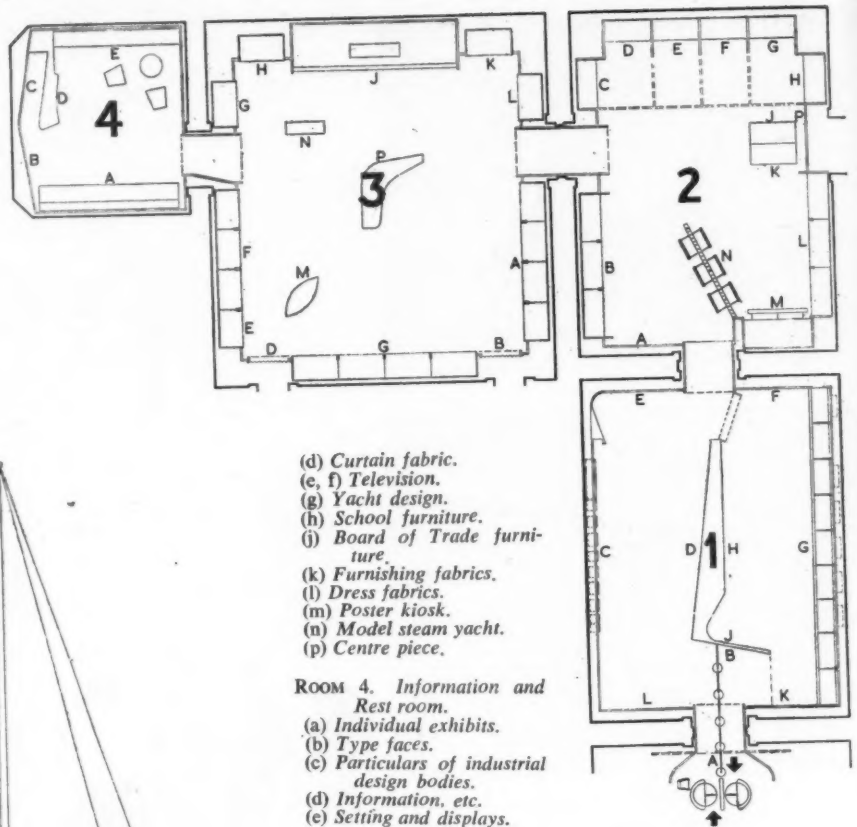 E
C
D
4
B
A
H
J
K
G
L
N
P
3
F
A
M
E
D
G
B
D
E
F
G
C
H
J
P
K
2
N
B
L
M
A
E
F
C
D
1
H
G
J
B
L
K
A
(d) Curtain fabric.
(e, f) Television.
(g) Yacht design.
(h) School furniture.
(j) Board of Trade furni-
ture.
(k) Furnishing fabrics.
(l) Dress fabrics.
(m) Poster kiosk.
(n) Model steam yacht.
(p) Centre piece.
ROOM 4. Information and
Rest room.
(a) Individual exhibits.
(b) Type faces.
(c) Particulars of industrial
design bodies.
(d) Information, etc.
(e) Setting and displays.